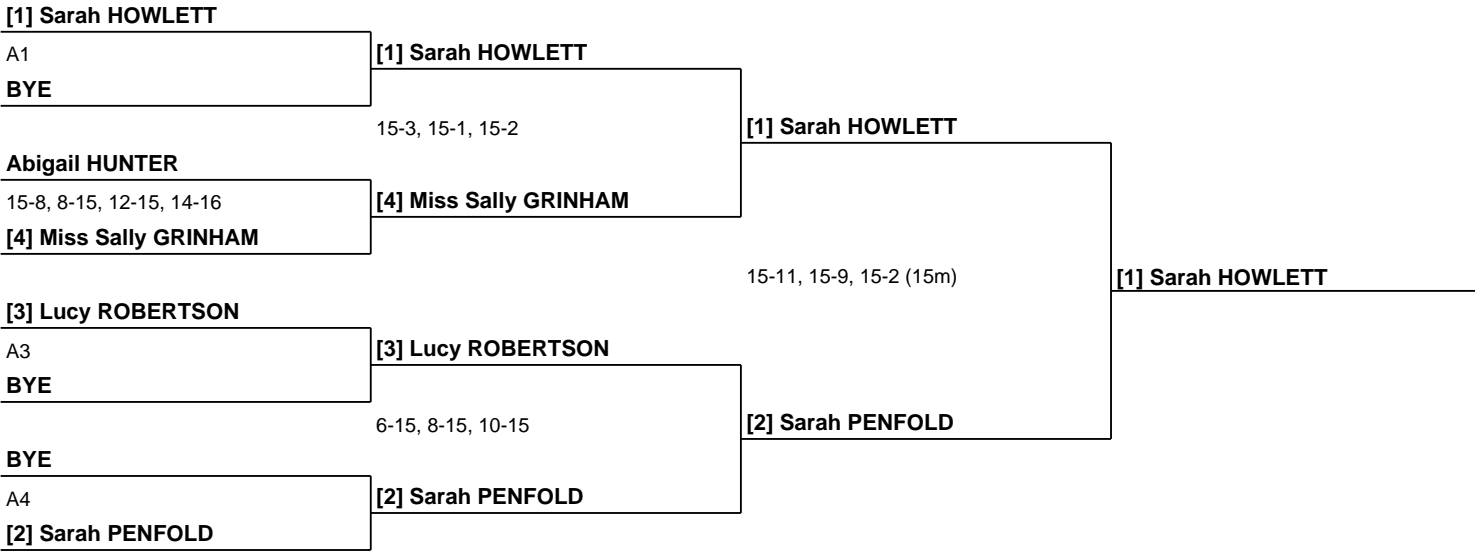 [1] Sarah HOWLETT
A1
BYE
[1] Sarah HOWLETT
15-3, 15-1, 15-2
[1] Sarah HOWLETT
Abigail HUNTER
15-8, 8-15, 12-15, 14-16
[4] Miss Sally GRINHAM
[4] Miss Sally GRINHAM
15-11, 15-9, 15-2 (15m)
[1] Sarah HOWLETT
[3] Lucy ROBERTSON
A3
BYE
[3] Lucy ROBERTSON
6-15, 8-15, 10-15
[2] Sarah PENFOLD
BYE
A4
[2] Sarah PENFOLD
[2] Sarah PENFOLD